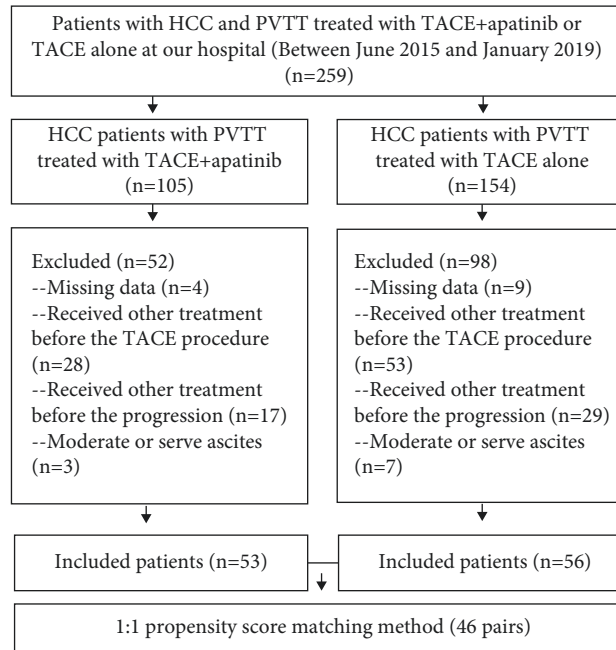 Patients with HCC and PVTT treated with TACE+apatinib or
TACE alone at our hospital (Between June 2015 and January 2019)
(n=259)
HCC patients with PVTT
treated with TACE+apatinib
(n=105)
HCC patients with PVTT
treated with TACE alone
(n=154)
Excluded (n=52)
--Missing data (n=4)
--Received other treatment
before the TACE procedure
(n=28)
--Received other treatment
before the progression (n=17)
--Moderate or serve ascites
(n=3)
Excluded (n=98)
--Missing data (n=9)
--Received other treatment
before the TACE procedure
(n=53)
--Received other treatment
before the progression (n=29)
--Moderate or serve ascites
(n=7)
Included patients (n=53)
Included patients (n=56)
1:1 propensity score matching method (46 pairs)